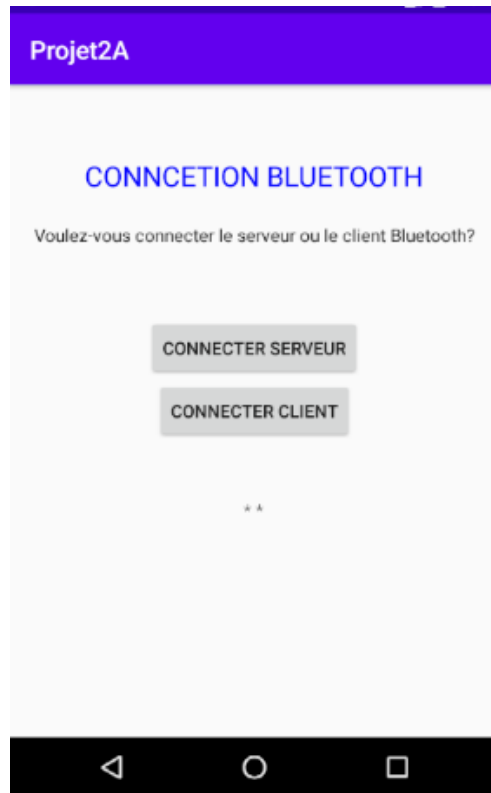 Projet2A
CONNCETION BLUETOOTH
Voulez-vous connecter le serveur ou le client Bluetooth?
CONNECTER SERVEUR
CONNECTER CLIENT
* *